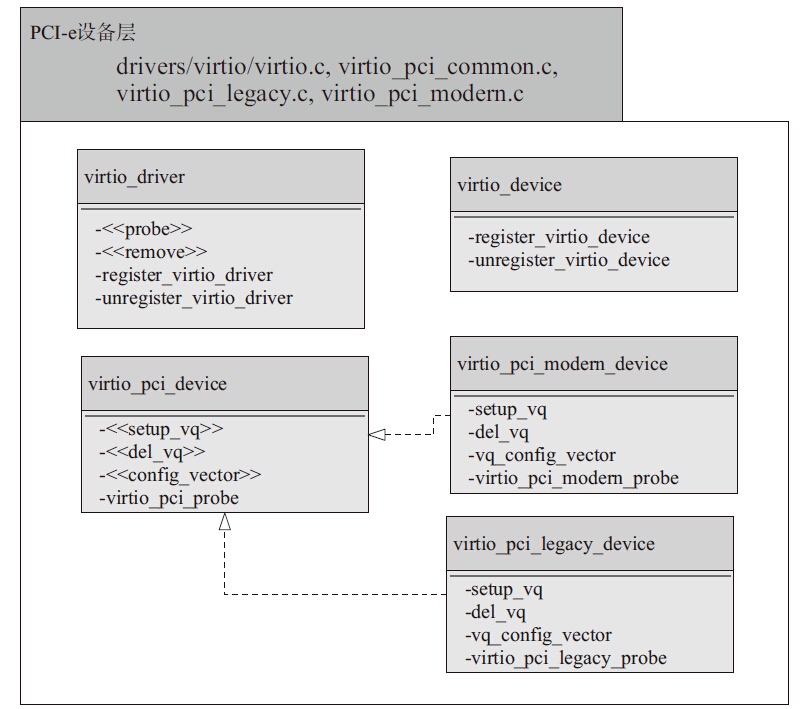 PCI-e设备层
drivers/virtio/virtio.c, virtio_pci_common.c,
virtio_pci_legacy.c, virtio_pci_modern.c
virtio_driver
-<<probe>>
-<<remove>>
-register_virtio_driver
-unregister_virtio_driver
virtio_device
-register_virtio_device
-unregister_virtio_device
virtio_pci_device
-<<setup_vq>>
-<<del_vq>>
-<<config_vector>>
-virtio_pci_probe
virtio_pci_modern_device
-setup_vq
-del_vq
-vq_config_vector
-virtio_pci_modern_probe
virtio_pci_legacy_device
-setup_vq
-del_vq
-vq_config_vector
-virtio_pci_legacy_probe